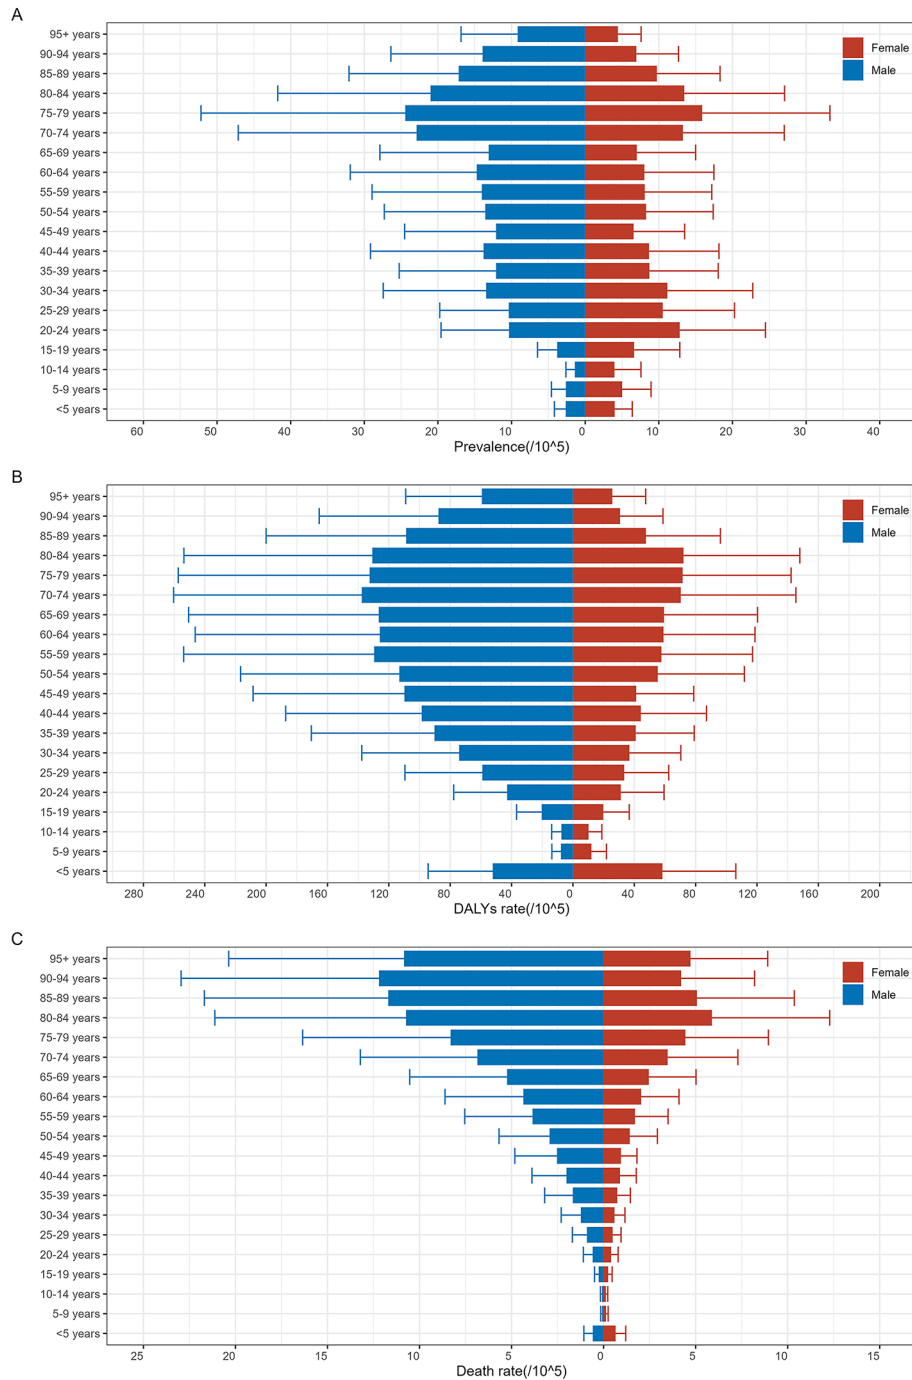 A
95+ years
90-94 years
85-89 years
80-84 years
75-79 years
70-74 years
65-69 years
60-64 years
55-59 years
50-54 years
45-49 years
40-44 years
35-39 years
30-34 years
25-29 years
20-24 years
15-19 years
10-14 years
5-9 years
<5 years
Female
Male
60 50 40 30 20 10 0 10 20 30 40
Prevalence(/10^5)
B
95+ years
90-94 years
85-89 years
80-84 years
75-79 years
70-74 years
65-69 years
60-64 years
55-59 years
50-54 years
45-49 years
40-44 years
35-39 years
30-34 years
25-29 years
20-24 years
15-19 years
10-14 years
5-9 years
<5 years
Female
Male
280 240 200 160 120 80 40 0 40 80 120 160 200
DALYs rate(/10^5)
C
95+ years
90-94 years
85-89 years
80-84 years
75-79 years
70-74 years
65-69 years
60-64 years
55-59 years
50-54 years
45-49 years
40-44 years
35-39 years
30-34 years
25-29 years
20-24 years
15-19 years
10-14 years
5-9 years
<5 years
Female
Male
25 20 15 10 5 0 5 10 15
Death rate(/10^5)